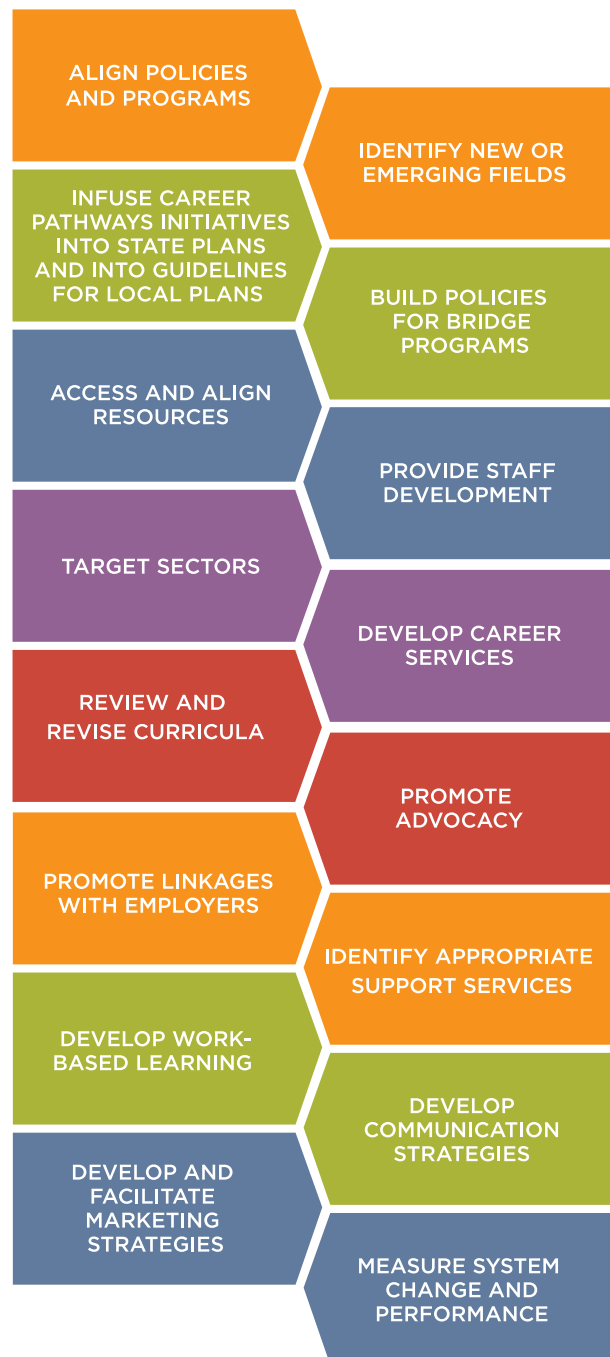 ALIGN POLICIES
AND PROGRAMS
IDENTIFY NEW OR
EMERGING FIELDS
INFUSE CAREER
PATHWAYS INITIATIVES
INTO STATE PLANS
AND INTO GUIDELINES
FOR LOCAL PLANS
BUILD POLICIES
FOR BRIDGE
PROGRAMS
ACCESS AND ALIGN
RESOURCES
PROVIDE STAFF
DEVELOPMENT
TARGET SECTORS
DEVELOP CAREER
SERVICES
REVIEW AND
REVISE CURRICULA
PROMOTE
ADVOCACY
PROMOTE LINKAGES
WITH EMPLOYERS
IDENTIFY APPROPRIATE
SUPPORT SERVICES
DEVELOP WORK-
BASED LEARNING
DEVELOP
COMMUNICATION
STRATEGIES
DEVELOP AND
FACILITATE
MARKETING
STRATEGIES
MEASURE SYSTEM
CHANGE AND
PERFORMANCE